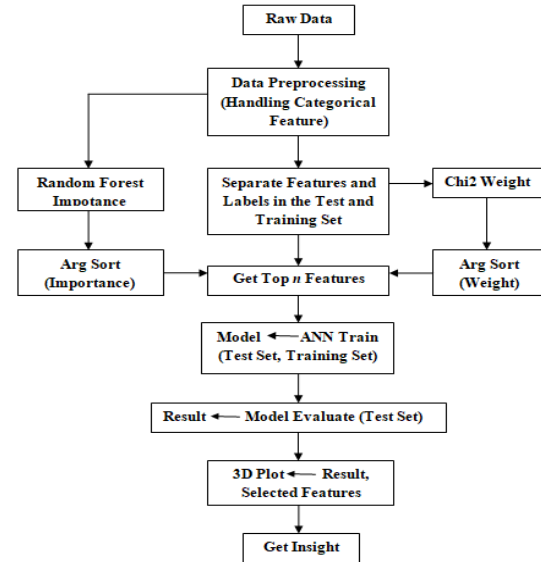 Raw Data
Data Preprocessing
(Handling Categorical
Feature)
Random Forest
Impotance
Separate Features and
Labels in the Test and
Training Set
Chi2 Weight
Arg Sort
(Importance)
Get Top n Features
Arg Sort
(Weight)
Model ← ANN Train
(Test Set, Training Set)
Result ← Model Evaluate (Test Set)
3D Plot ← Result,
Selected Features
Get Insight